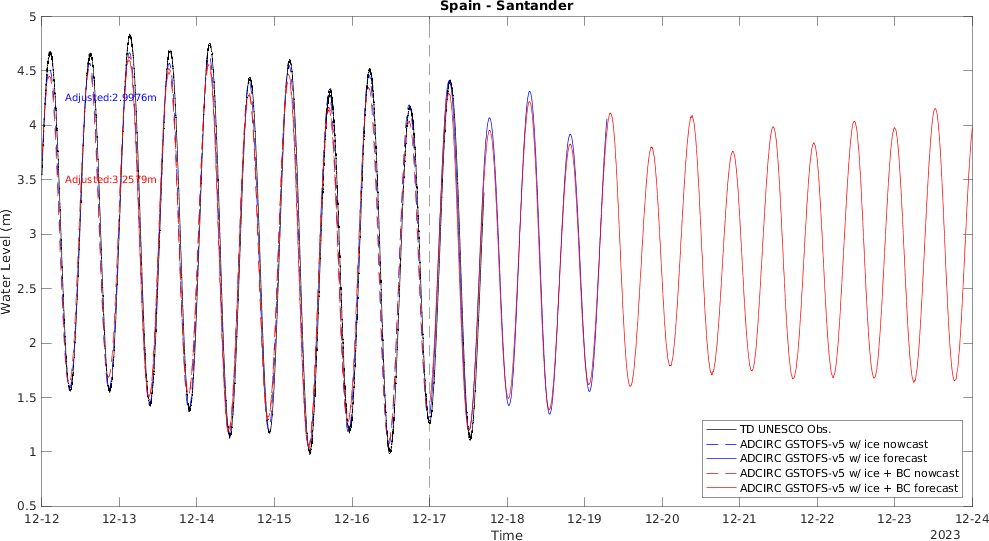 Spain - Santander
5
4.5
4
3.5
3
2.5
2
1.5
1
0.5
Water Level (m)
Adjusted:2.9976m
Adjusted:3.2579m
TD UNESCO Obs.
ADCIRC GSTOFS-v5 w/ ice nowcast
ADCIRC GSTOFS-v5 w/ ice forecast
ADCIRC GSTOFS-v5 w/ ice + BC nowcast
ADCIRC GSTOFS-v5 w/ ice + BC forecast
12-12 12-13 12-14 12-15 12-16 12-17 12-18 12-19 12-20 12-21 12-22 12-23 12-24
Time
2023